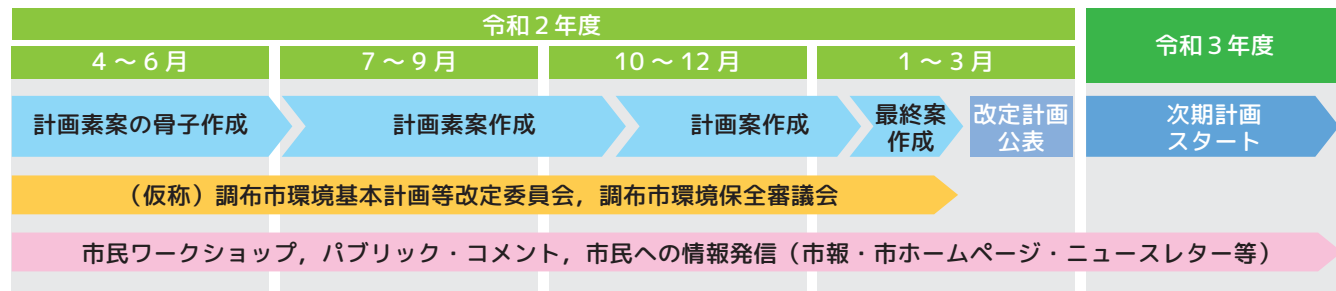 令和２年度
令和３年度
４～６月
７～９月
10～12月
１～３月
計画素案の骨子作成
計画素案作成
計画案作成
最終案
作成
改定計画
公表
次期計画
スタート
（仮称）調布市環境基本計画等改定委員会，調布市環境保全審議会
市民ワークショップ，パブリック・コメント，市民への情報発信（市報・市ホームページ・ニュースレター等）